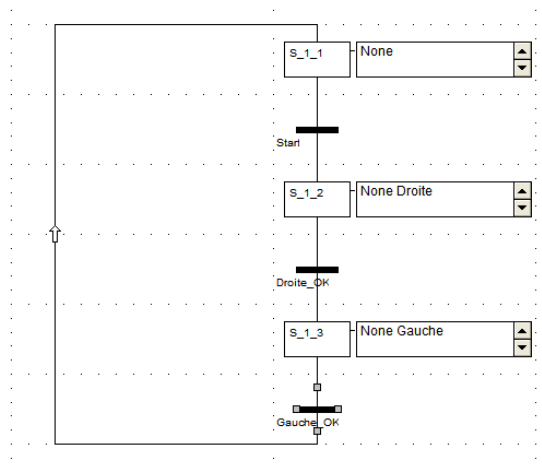 S_1_1
None
Start
S_1_2
None Droite
Droite_OK
S_1_3
None Gauche
Gauche_OK